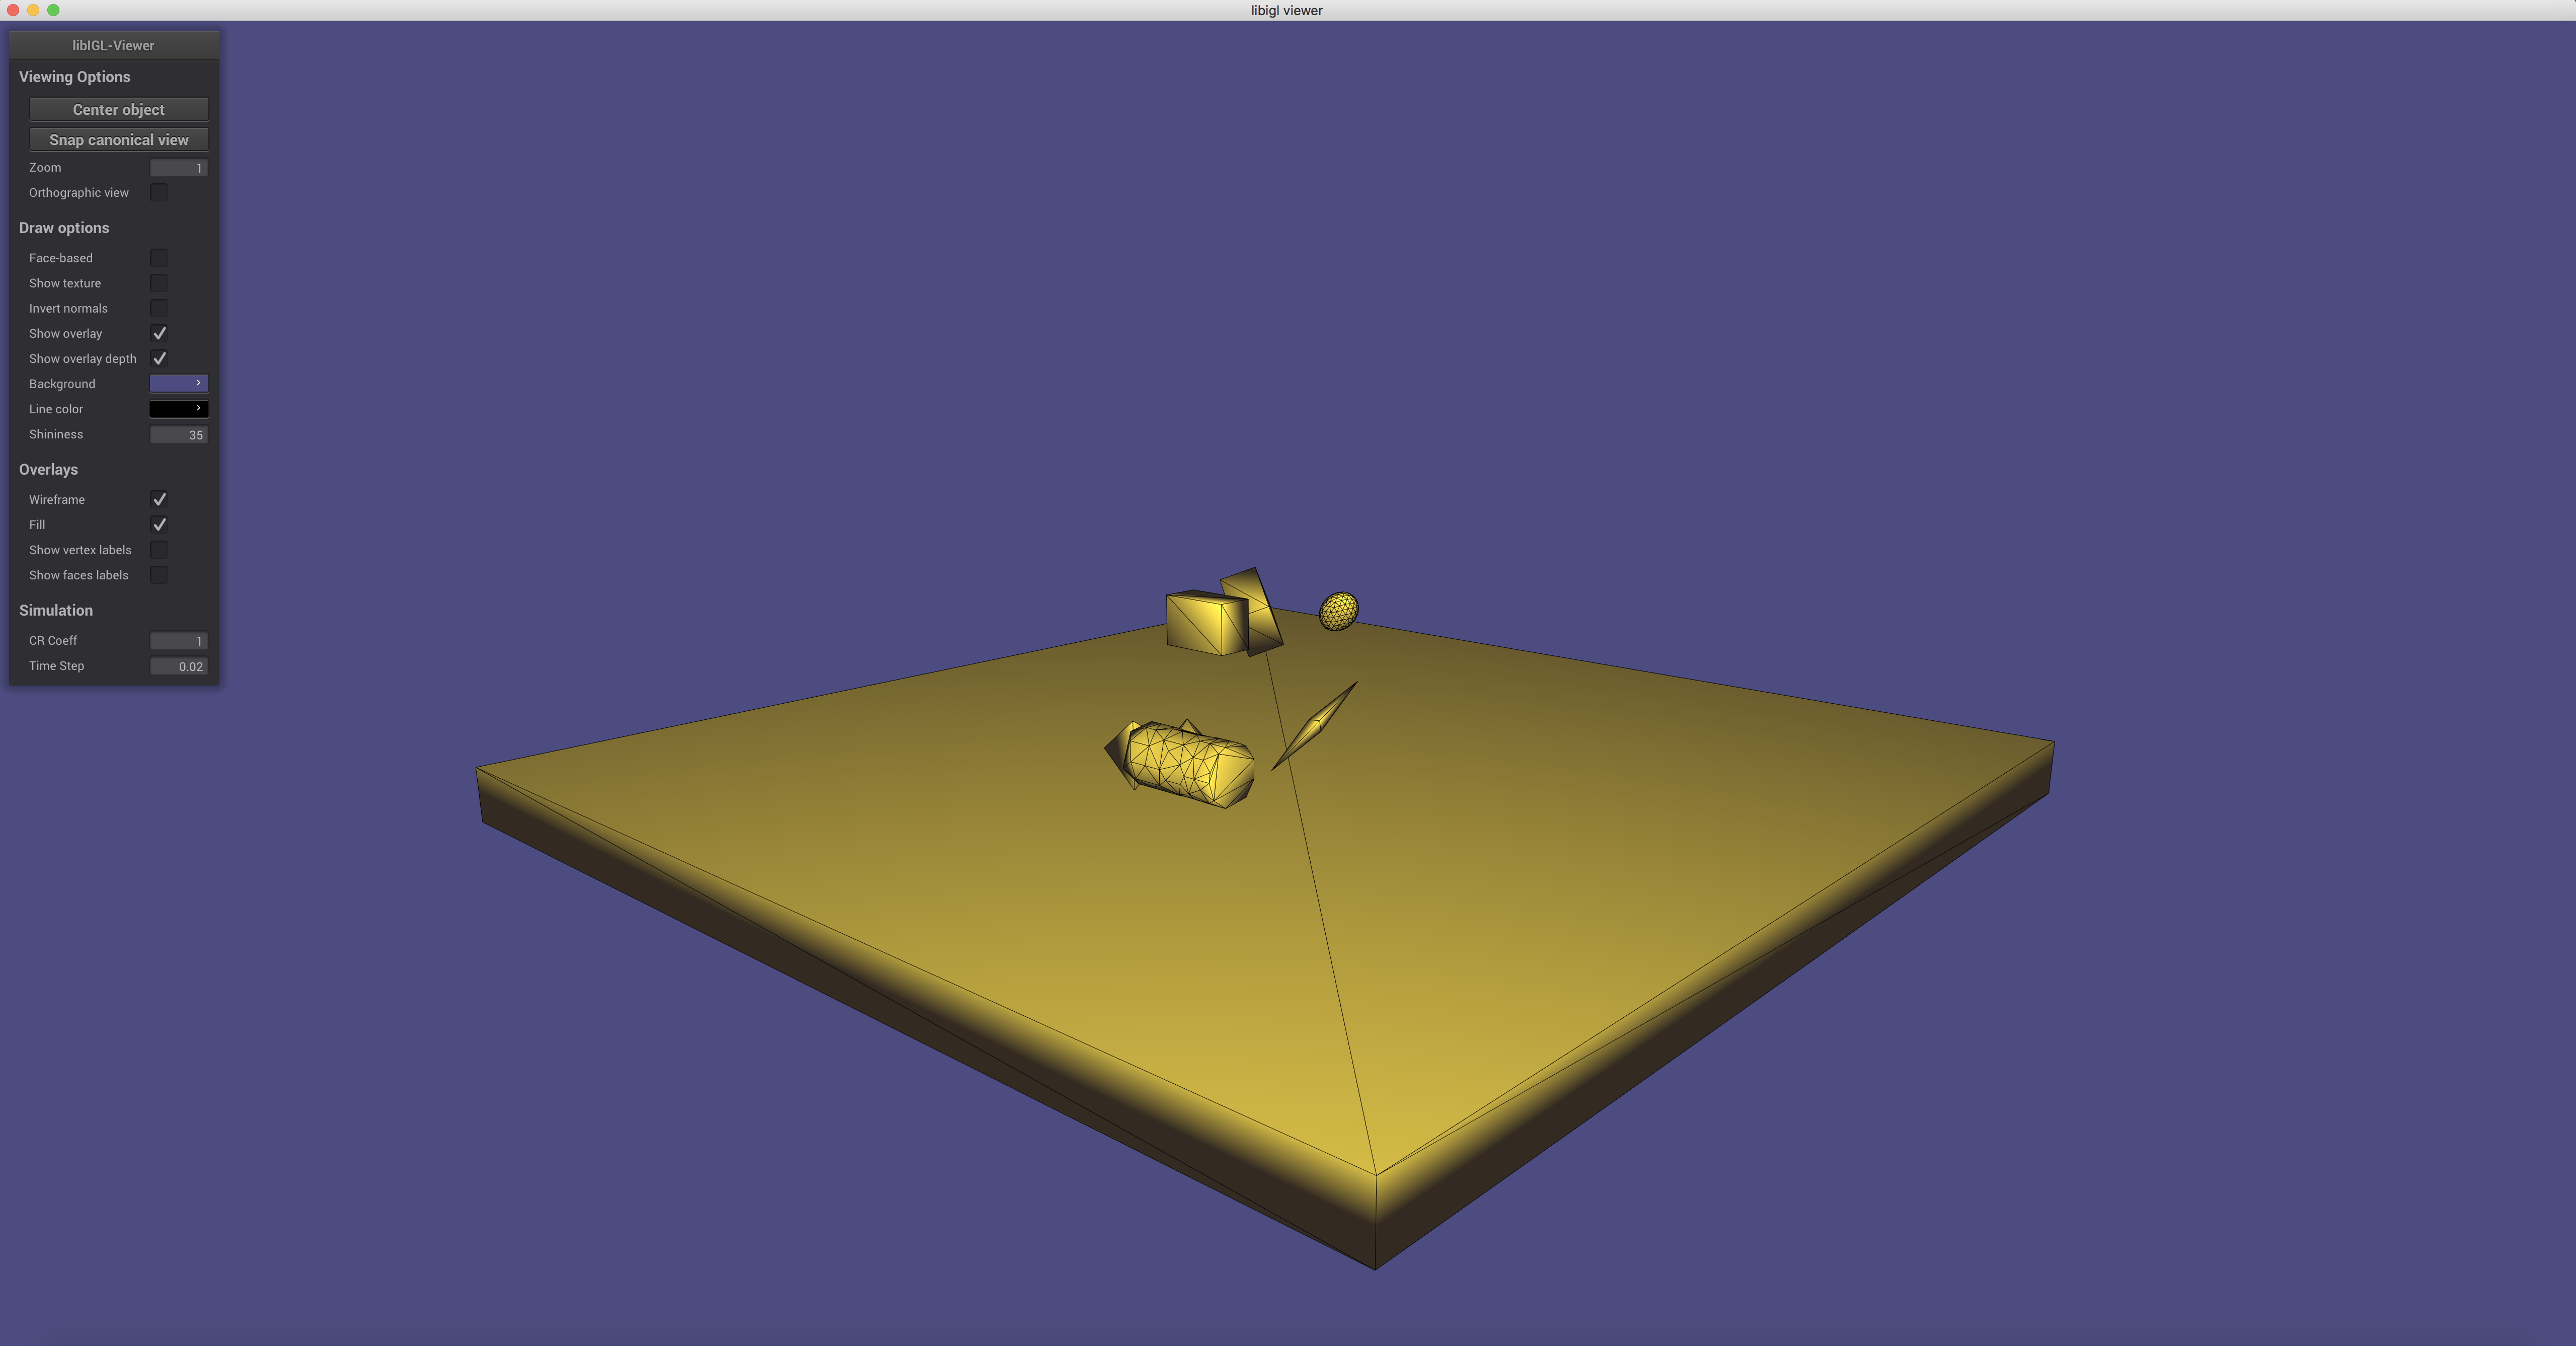 libigl viewer
libIGL-Viewer
Viewing Options
Center object
Snap canonical view
Zoom 1
Orthographic view
Draw options
Face-based
Show texture
Invert normals
Show overlay
Show overlay depth
Background
Line color
Shininess 35
Overlays
Wireframe
Fill
Show vertex labels
Show faces labels
Simulation
CR Coeff 1
Time Step 0.02